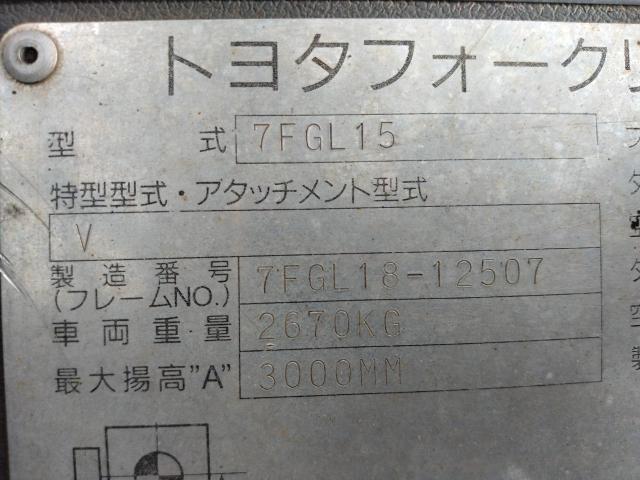 トヨタフォークリ
型 式 7FGL15
特型型式・アタッチメント型式
V
製造番号 7FGL18-12507
(フレームNO.)
車両重量 2670KG
最大揚高"A" 3000MM